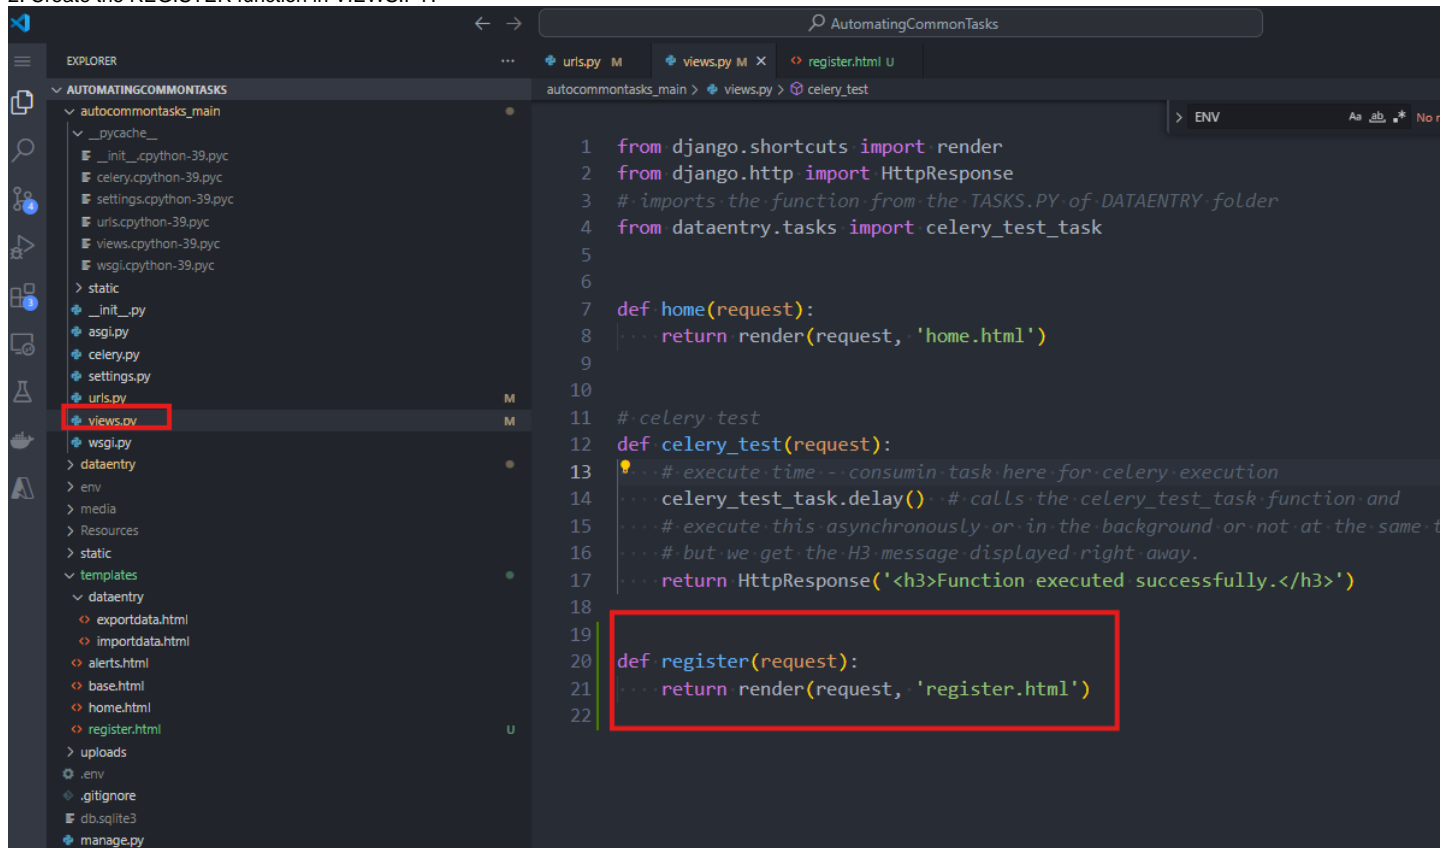 AutomatingCommonTasks
EXPLORER
AUTOMATINGCOMMONTASKS
autocommontasks_main
__pycache__
__init__.cpython-39.pyc
celery.cpython-39.pyc
settings.cpython-39.pyc
urls.cpython-39.pyc
views.cpython-39.pyc
wsgi.cpython-39.pyc
static
__init__.py
asgi.py
celery.py
settings.py
urls.py M
views.py M
wsgi.py
dataentry
env
media
Resources
static
templates
dataentry
exportdata.html
importdata.html
alerts.html
base.html
home.html
register.html U
uploads
.env
.gitignore
db.sqlite3
manage.py
4
3
urls.py M views.py M register.html U
autocommontasks_main > views.py > celery_test
> ENV Aa ab .* No
1 from django.shortcuts import render
2 from django.http import HttpResponse
3 # imports the function from the TASKS.PY of DATAENTRY folder
4 from dataentry.tasks import celery_test_task
5
6
7 def home(request):
8 return render(request, 'home.html')
9
10
11 # celery test
12 def celery_test(request):
13 # execute time - consumin task here for celery execution
14 celery_test_task.delay() # calls the celery_test_task function and
15 # execute this asynchronously or in the background or not at the same
16 # but we get the H3 message displayed right away.
17 return HttpResponse('<h3>Function executed successfully.</h3>')
18
19
20 def register(request):
21 return render(request, 'register.html')
22